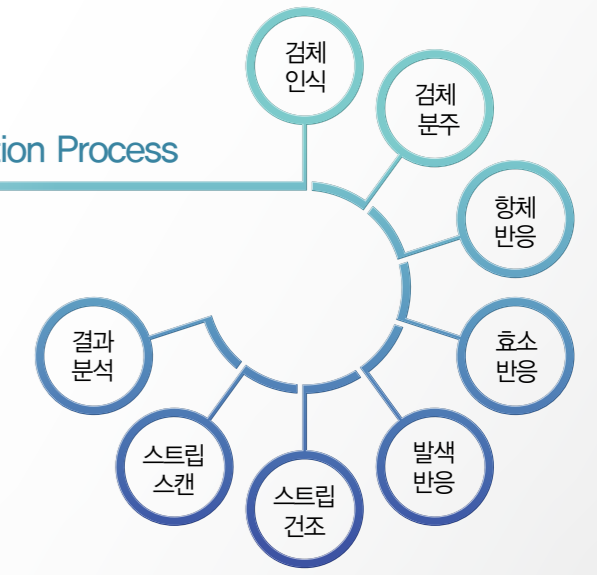 tion Process
검체
인식
검체
분주
항체
반응
효소
반응
발색
반응
스트립
건조
스트립
스캔
결과
분석